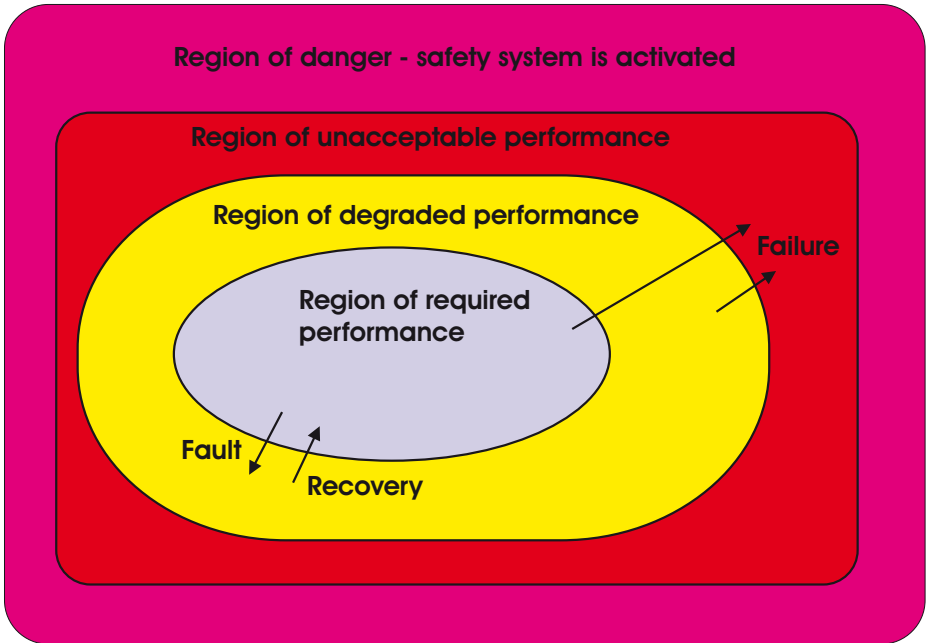 Region of danger - safety system is activated
Region of unacceptable performance
Region of degraded performance
Failure
Region of required
performance
Fault
Recovery